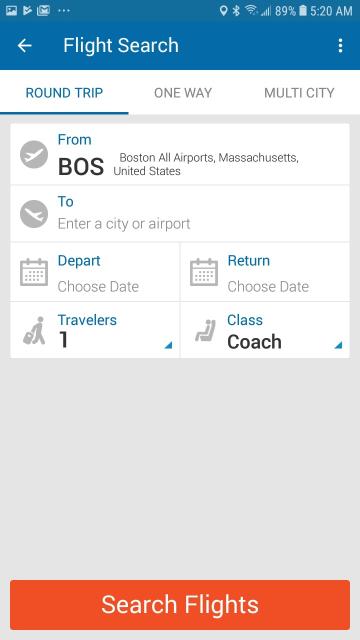 89% 5:20 AM
Flight Search
ROUND TRIP ONE WAY MULTI CITY
From
BOS Boston All Airports, Massachusetts,
United States
To
Enter a city or airport
Depart Return
Choose Date Choose Date
Travelers Class
1 Coach
Search Flights